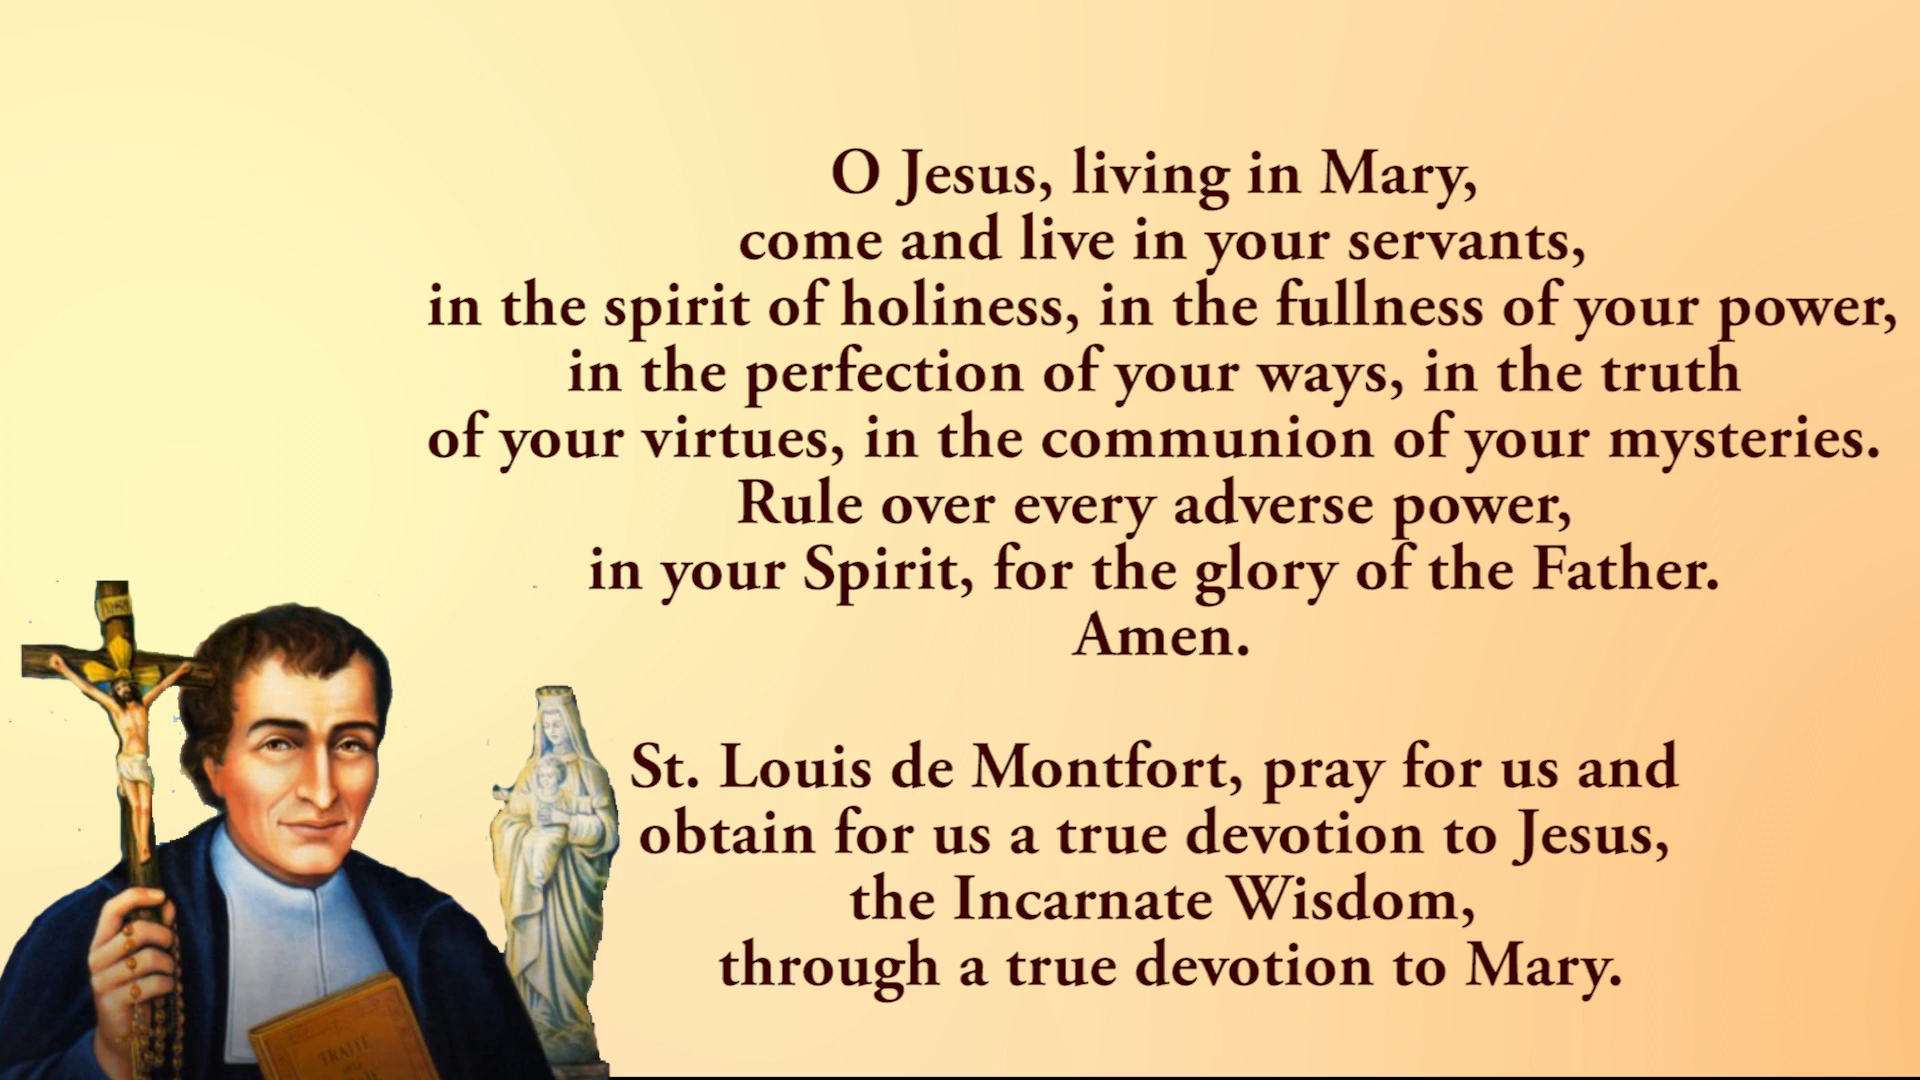 O Jesus, living in Mary,
come and live in your servants,
in the spirit of holiness, in the fullness of your power,
in the perfection of your ways, in the truth
of your virtues, in the communion of your mysteries.
Rule over every adverse power,
in your Spirit, for the glory of the Father.
Amen.
St. Louis de Montfort, pray for us and
obtain for us a true devotion to Jesus,
the Incarnate Wisdom,
through a true devotion to Mary.
TRAITÉ